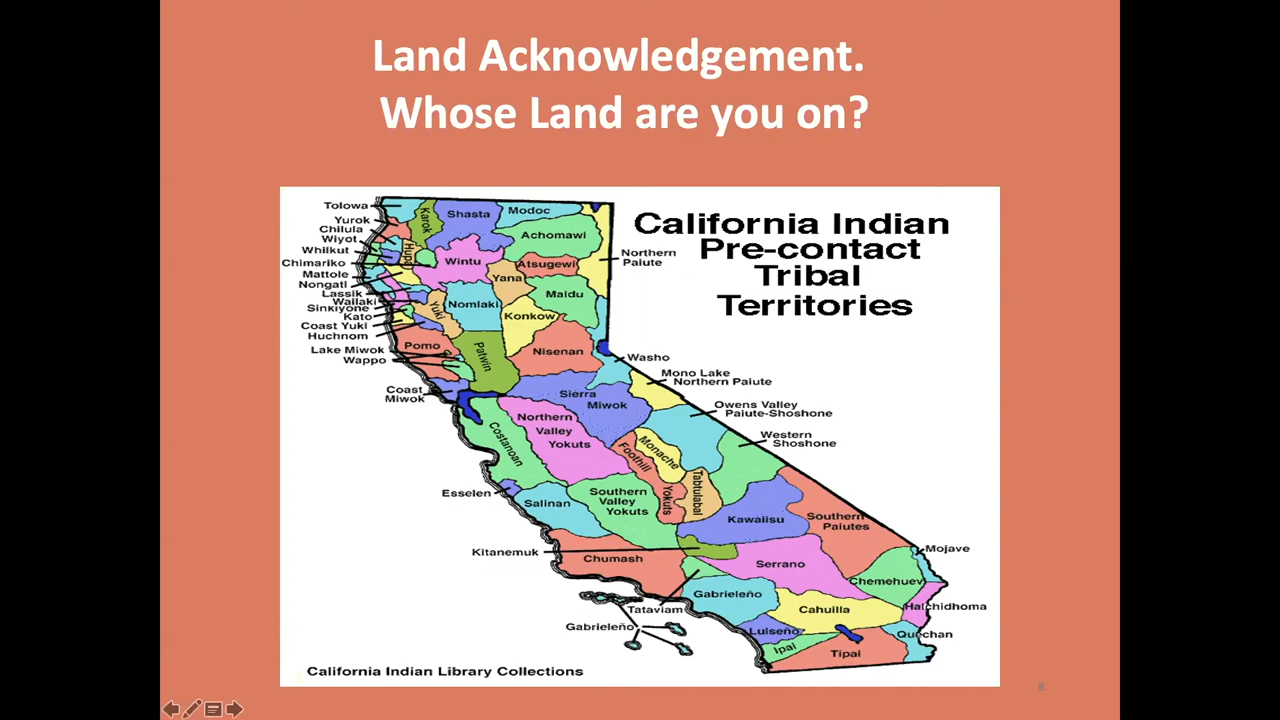 Land Acknowledgement.
Whose Land are you on?
California Indian
Pre-contact
Tribal
Territories
Tolowa
Yurok
Chilula
Wiyot
Whilkut
Chimariko
Mattole
Nongatl
Lassik
Wailaki
Sinkiyone
Kato
Coast Yuki
Huchnom
Lake Miwok
Wappo
Coast
Miwok
Karok
Shasta
Modoc
Achomawi
Hupa
Wintu
Atsugewi
Yana
Northern
Paiute
Nomlaki
Maidu
Yuki
Konkow
Pomo
Patwin
Nisenan
Washo
Mono Lake
Northern Paiute
Sierra
Miwok
Owens Valley
Paiute-Shoshone
Northern
Valley
Yokuts
Western
Shoshone
Costanoan
Foothill
Yokuts
Monache
Tabtulabal
Esselen
Salinan
Southern
Valley
Yokuts
Kawaiisu
Southern
Paiutes
Kitanemuk
Chumash
Serrano
Mojave
Chemehuevi
Tataviam
Gabrieleño
Cahuilla
Halchidhoma
Gabrieleño
Luiseño
Quechan
Ipai
Tipai
California Indian Library Collections
8